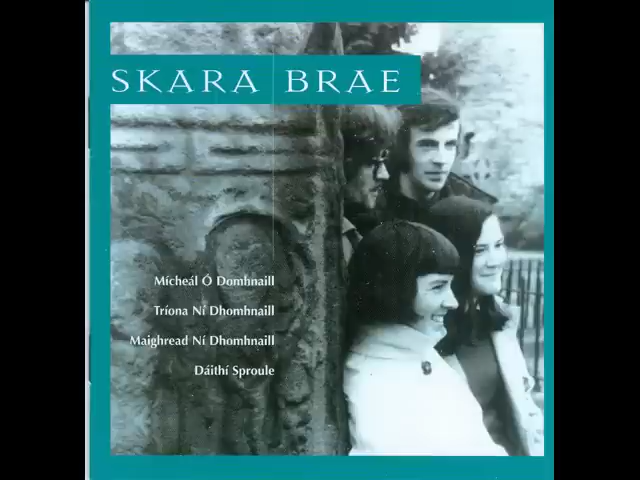 SKARA BRAE
Mícheál Ó Domhnaill
Tríona Ní Dhomhnaill
Maighread Ní Dhomhnaill
Dáithí Sproule